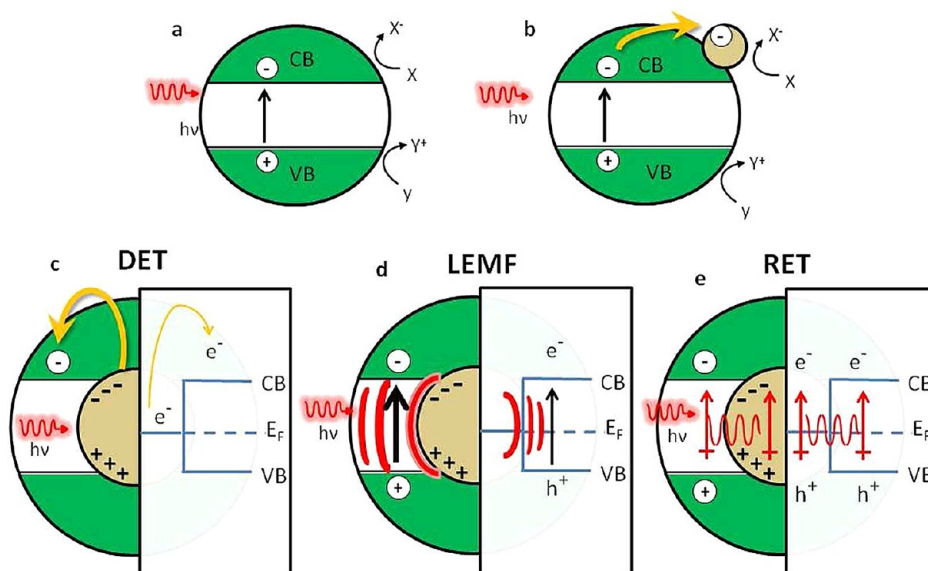 a
CB
X⁻
X
hν
VB
Y⁺
y
b
CB
X⁻
X
hν
VB
Y⁺
y
c DET
hν
e⁻
e⁻
CB
E_F
VB
d LEMF
hν
e⁻
CB
E_F
VB
h⁺
e RET
hν
e⁻ e⁻
CB
E_F
VB
h⁺ h⁺